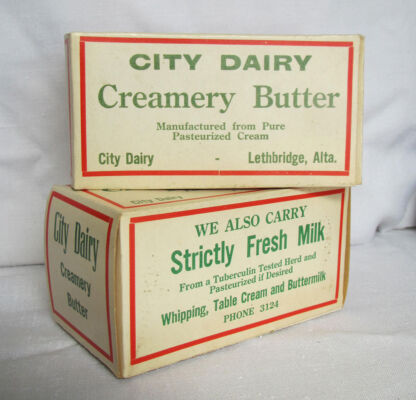 CITY DAIRY
Creamery Butter
Manufactured from Pure
Pasteurized Cream
City Dairy - Lethbridge, Alta.
CITY DAIRY
City Dairy
Creamery
Butter
WE ALSO CARRY
Strictly Fresh Milk
From a Tuberculin Tested Herd and
Pasteurized if Desired
Whipping, Table Cream and Buttermilk
PHONE 3124